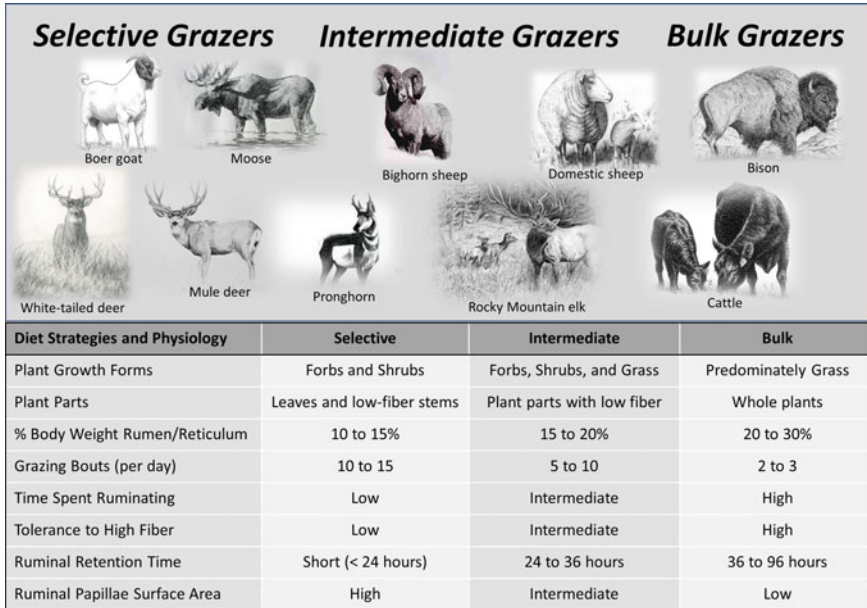 Selective Grazers Intermediate Grazers Bulk Grazers
Boer goat
Moose
Bighorn sheep
Domestic sheep
Bison
White-tailed deer
Mule deer
Pronghorn
Rocky Mountain elk
Cattle
Diet Strategies and Physiology Selective Intermediate Bulk
Plant Growth Forms Forbs and Shrubs Forbs, Shrubs, and Grass Predominately Grass
Plant Parts Leaves and low-fiber stems Plant parts with low fiber Whole plants
% Body Weight Rumen/Reticulum 10 to 15% 15 to 20% 20 to 30%
Grazing Bouts (per day) 10 to 15 5 to 10 2 to 3
Time Spent Ruminating Low Intermediate High
Tolerance to High Fiber Low Intermediate High
Ruminal Retention Time Short (< 24 hours) 24 to 36 hours 36 to 96 hours
Ruminal Papillae Surface Area High Intermediate Low